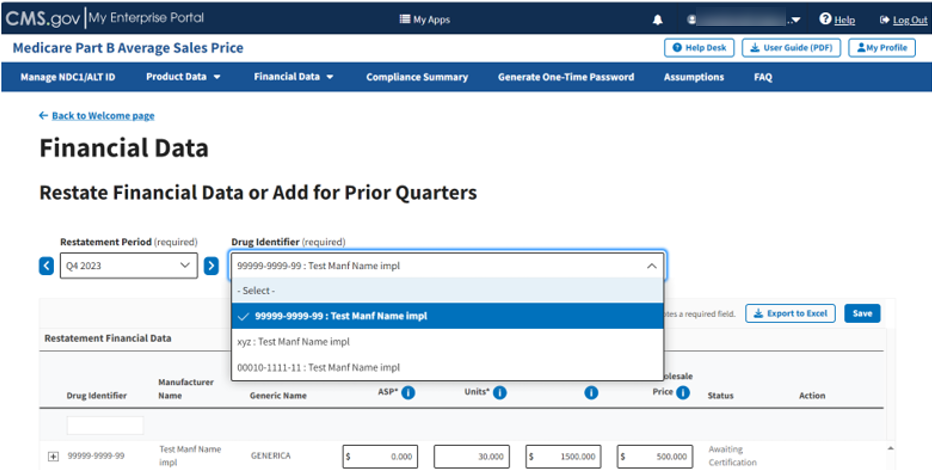 CMS.gov My Enterprise Portal
My Apps
Help
Log Out
Medicare Part B Average Sales Price
Help Desk
User Guide (PDF)
My Profile
Manage NDC1/ALT ID Product Data Financial Data Compliance Summary Generate One-Time Password Assumptions FAQ
Back to Welcome page
Financial Data
Restate Financial Data or Add for Prior Quarters
Restatement Period (required)
Drug Identifier (required)
Q4 2023
99999-9999-99 : Test Manf Name impl
- Select -
99999-9999-99 : Test Manf Name impl
xyz : Test Manf Name impl
00010-1111-11 : Test Manf Name impl
a required field.
Export to Excel
Save
Restatement Financial Data
Drug Identifier
Manufacturer
Name
Generic Name
ASP*
Units*
Price
Status
Action
99999-9999-99
Test Manf Name
impl
GENERICA
$ 0.000
30.000
$ 1500.000
$ 500.000
Awaiting
Certification